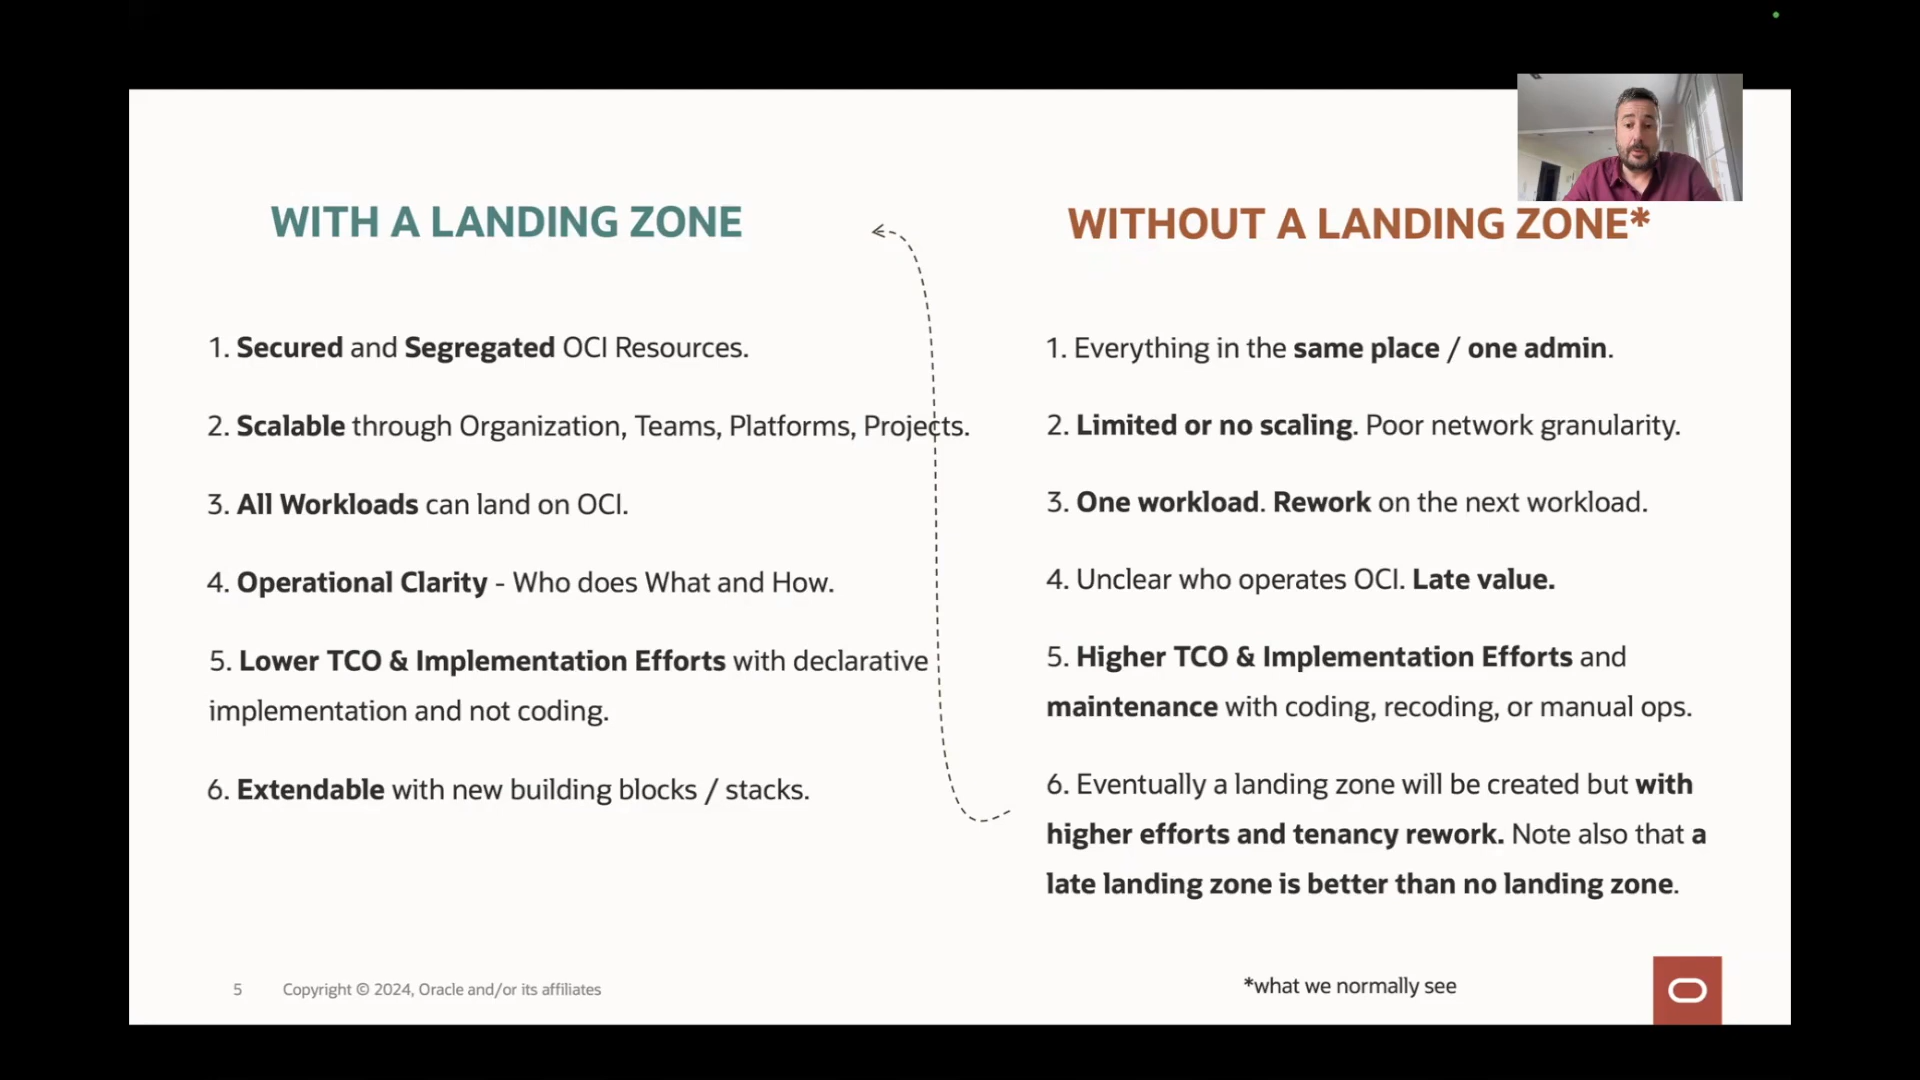 WITH A LANDING ZONE
1. Secured and Segregated OCI Resources.
2. Scalable through Organization, Teams, Platforms, Projects.
3. All Workloads can land on OCI.
4. Operational Clarity - Who does What and How.
5. Lower TCO & Implementation Efforts with declarative
implementation and not coding.
6. Extendable with new building blocks / stacks.
WITHOUT A LANDING ZONE*
1. Everything in the same place / one admin.
2. Limited or no scaling. Poor network granularity.
3. One workload. Rework on the next workload.
4. Unclear who operates OCI. Late value.
5. Higher TCO & Implementation Efforts and
maintenance with coding, recoding, or manual ops.
6. Eventually a landing zone will be created but with
higher efforts and tenancy rework. Note also that a
late landing zone is better than no landing zone.
5
Copyright © 2024, Oracle and/or its affiliates
*what we normally see